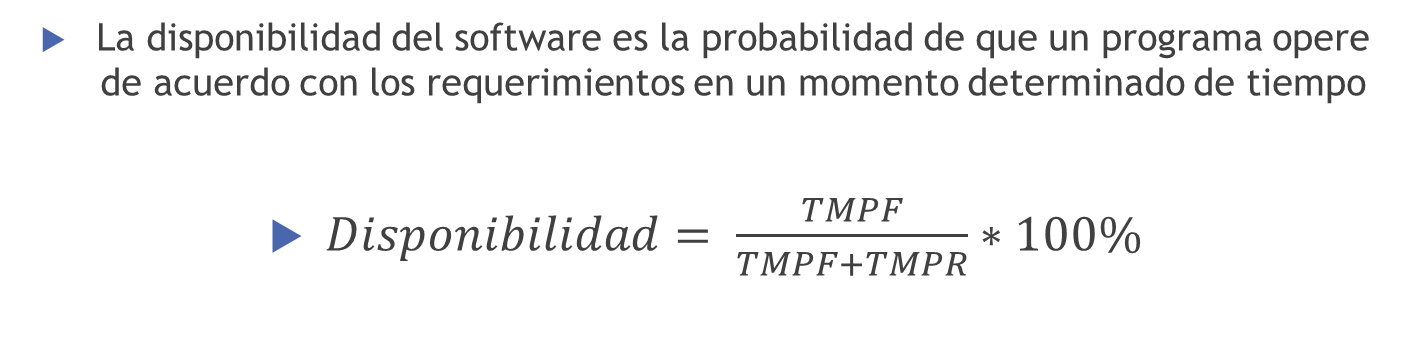 La disponibilidad del software es la probabilidad de que un programa opere
de acuerdo con los requerimientos en un momento determinado de tiempo
Disponibilidad = TMPF / TMPF+TMPR * 100%